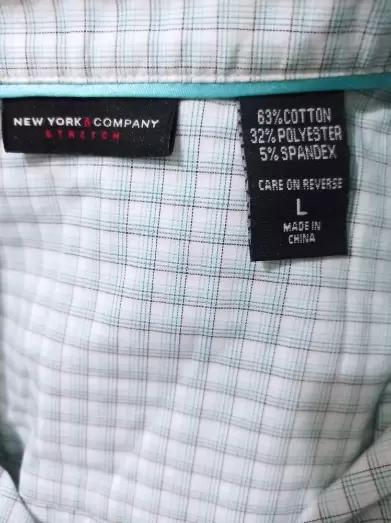 NEW YORK & COMPANY
STRETCH
63% COTTON
32% POLYESTER
5% SPANDEX
CARE ON REVERSE
L
MADE IN
CHINA